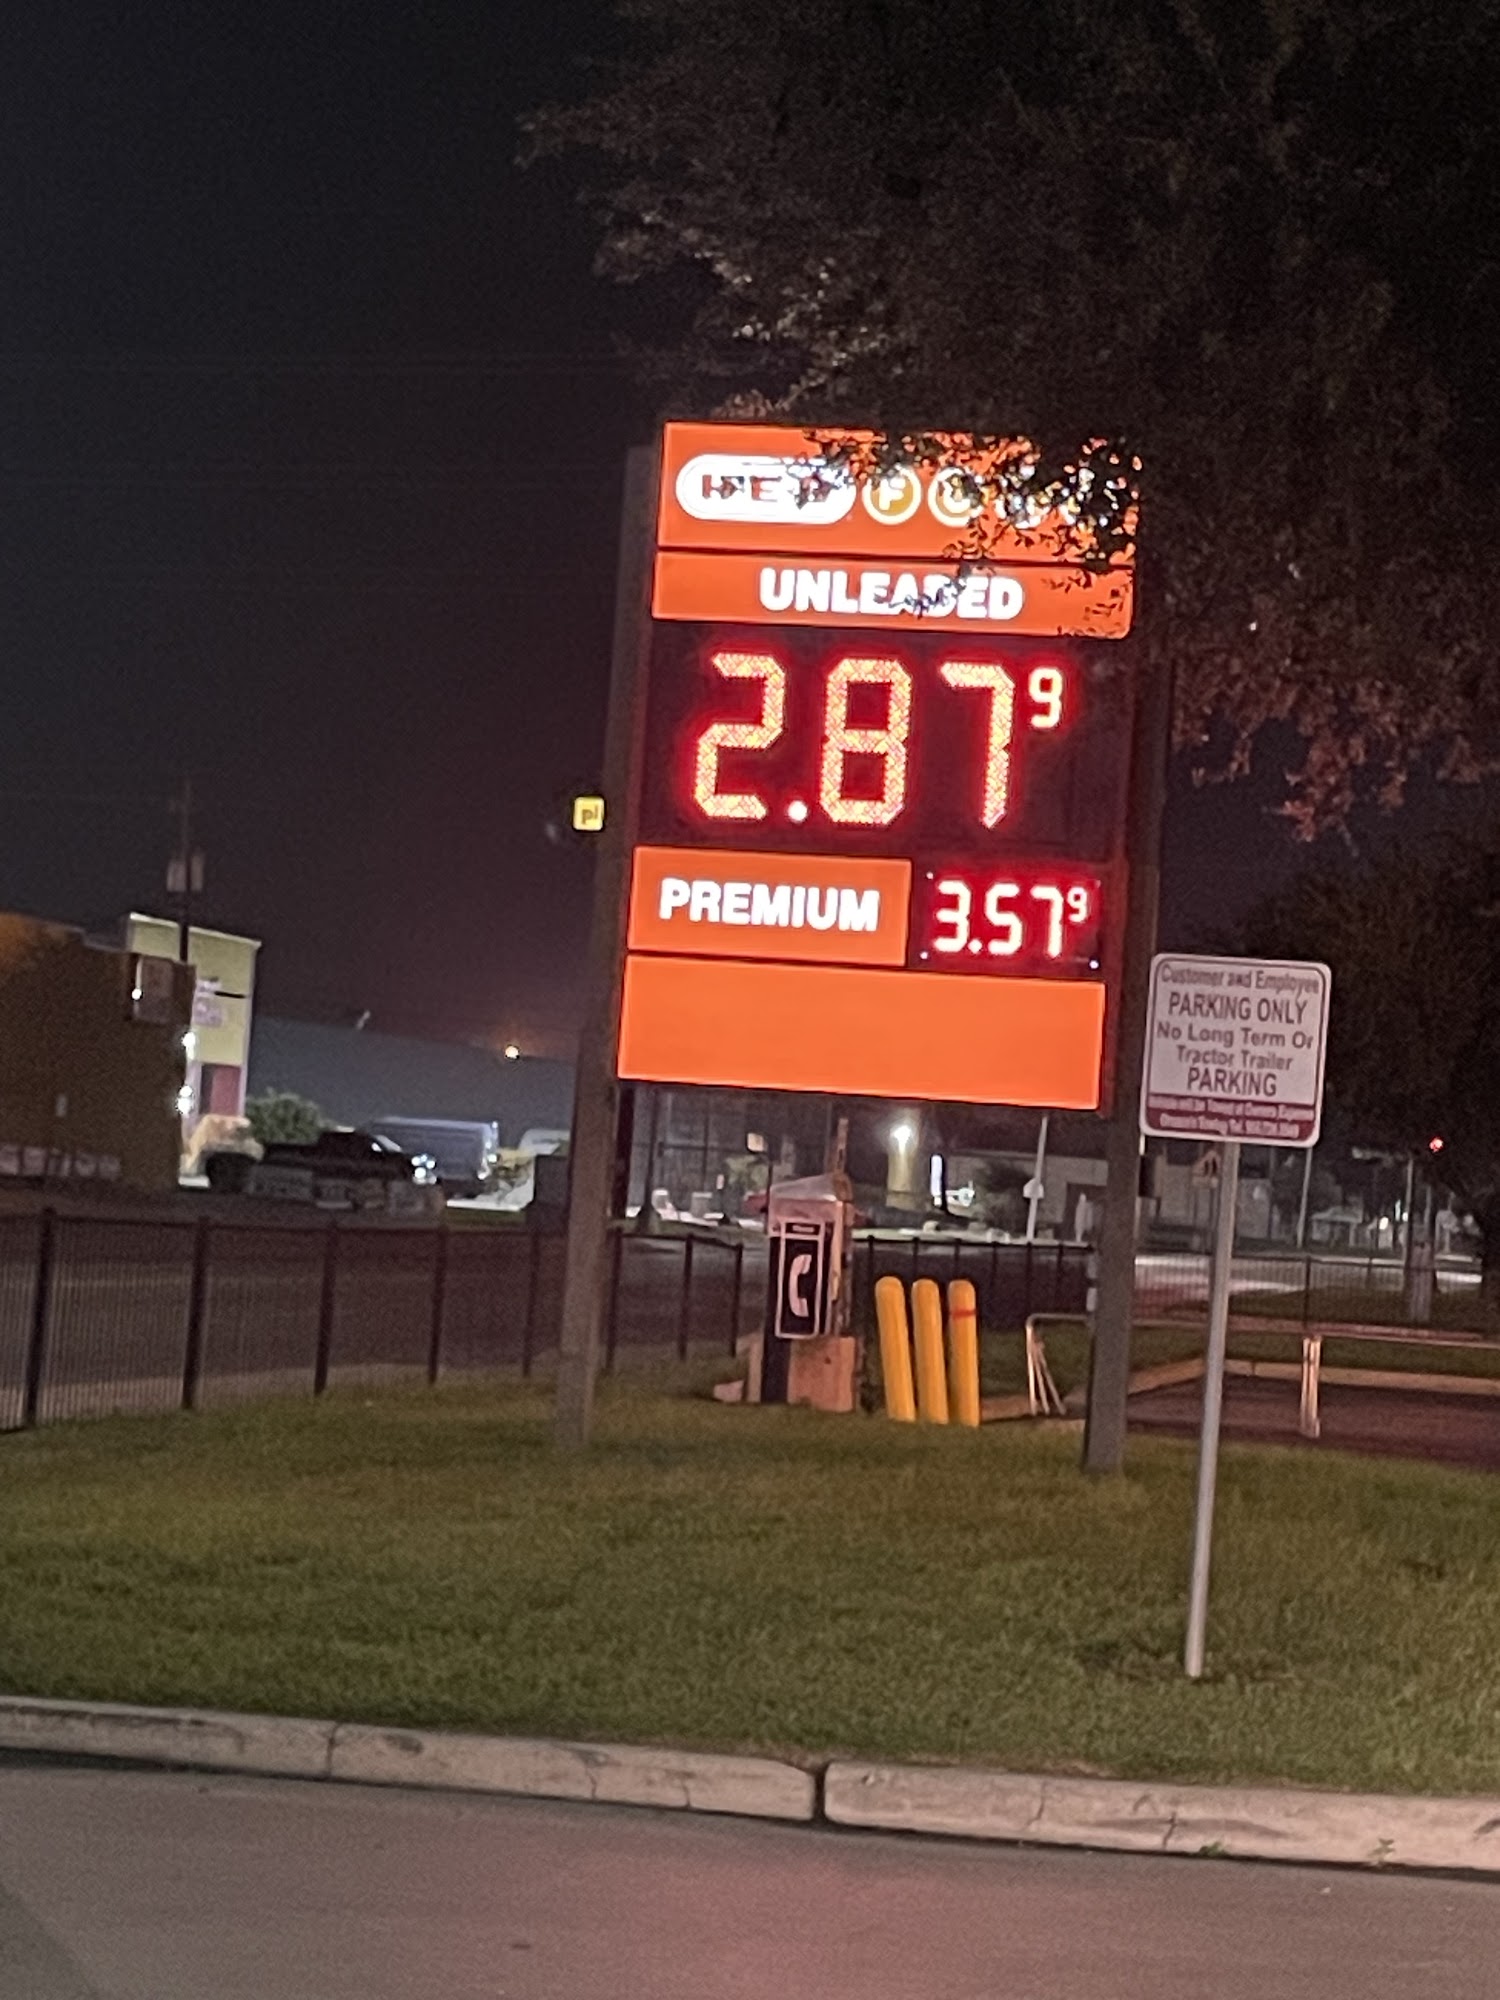 UNLEADED
2.87⁹
PREMIUM
3.57⁹
Customer and Employee
PARKING ONLY
No Long Term Or
Tractor Trailer
PARKING